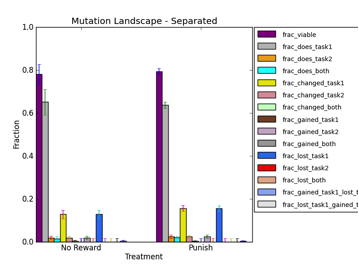 Mutation Landscape - Separated
1.0
0.8
0.6
0.4
0.2
0.0
Fraction
No Reward
Punish
Treatment
frac_viable
frac_does_task1
frac_does_task2
frac_does_both
frac_changed_task1
frac_changed_task2
frac_changed_both
frac_gained_task1
frac_gained_task2
frac_gained_both
frac_lost_task1
frac_lost_task2
frac_lost_both
frac_gained_task1_lost_t
frac_lost_task1_gained_t